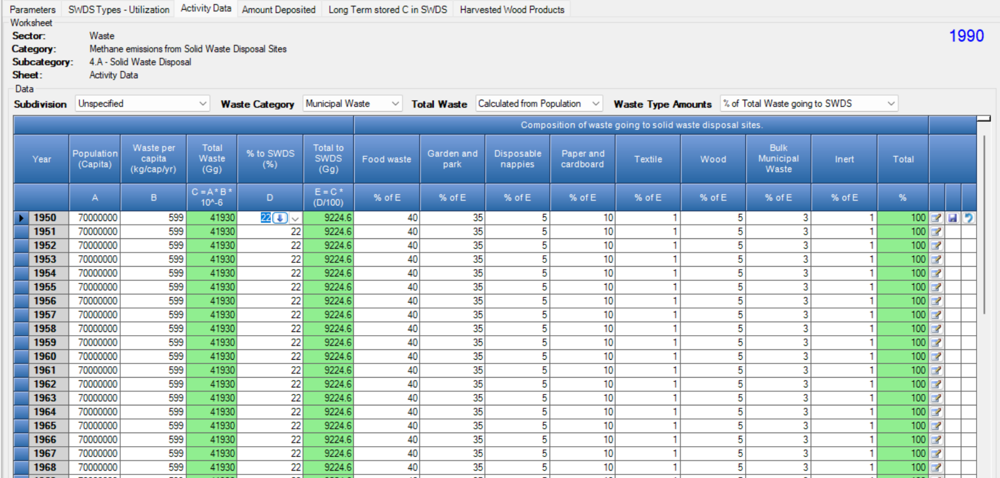 Parameters SWDS Types - Utilization Activity Data Amount Deposited Long Term stored C in SWDS Harvested Wood Products
Worksheet
Sector: Waste 1990
Category: Methane emissions from Solid Waste Disposal Sites
Subcategory: 4.A - Solid Waste Disposal
Sheet: Activity Data
Data
Subdivision Unspecified Waste Category Municipal Waste Total Waste Calculated from Population Waste Type Amounts % of Total Waste going to SWDS
Composition of waste going to solid waste disposal sites.
Year Population (Capita) Waste per capita (kg/cap/yr) Total Waste (Gg) % to SWDS (%) Total to SWDS (Gg) Food waste Garden and park Disposable nappies Paper and cardboard Textile Wood Bulk Municipal Waste Inert Total
A B C = A * B * 10^-6 D E = C * (D/100) % of E % of E % of E % of E % of E % of E % of E % of E %
1950 70000000 599 41930 22 9224.6 40 35 5 10 1 5 3 1 100
1951 70000000 599 41930 22 9224.6 40 35 5 10 1 5 3 1 100
1952 70000000 599 41930 22 9224.6 40 35 5 10 1 5 3 1 100
1953 70000000 599 41930 22 9224.6 40 35 5 10 1 5 3 1 100
1954 70000000 599 41930 22 9224.6 40 35 5 10 1 5 3 1 100
1955 70000000 599 41930 22 9224.6 40 35 5 10 1 5 3 1 100
1956 70000000 599 41930 22 9224.6 40 35 5 10 1 5 3 1 100
1957 70000000 599 41930 22 9224.6 40 35 5 10 1 5 3 1 100
1958 70000000 599 41930 22 9224.6 40 35 5 10 1 5 3 1 100
1959 70000000 599 41930 22 9224.6 40 35 5 10 1 5 3 1 100
1960 70000000 599 41930 22 9224.6 40 35 5 10 1 5 3 1 100
1961 70000000 599 41930 22 9224.6 40 35 5 10 1 5 3 1 100
1962 70000000 599 41930 22 9224.6 40 35 5 10 1 5 3 1 100
1963 70000000 599 41930 22 9224.6 40 35 5 10 1 5 3 1 100
1964 70000000 599 41930 22 9224.6 40 35 5 10 1 5 3 1 100
1965 70000000 599 41930 22 9224.6 40 35 5 10 1 5 3 1 100
1966 70000000 599 41930 22 9224.6 40 35 5 10 1 5 3 1 100
1967 70000000 599 41930 22 9224.6 40 35 5 10 1 5 3 1 100
1968 70000000 599 41930 22 9224.6 40 35 5 10 1 5 3 1 100